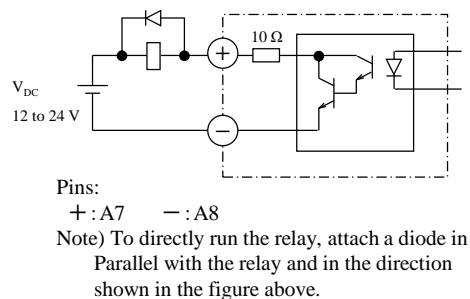 10 Ω
V_DC
12 to 24 V
+
−
Pins:
+ : A7 − : A8
Note) To directly run the relay, attach a diode in
Parallel with the relay and in the direction
shown in the figure above.